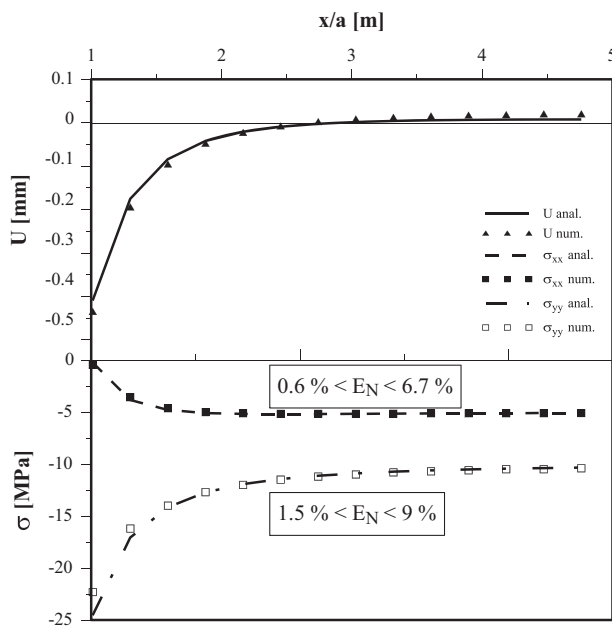 x/a [m]
1 2 3 4 5
U [mm]
0.1
0
-0.1
-0.2
-0.3
-0.4
-0.5
U anal.
U num.
σxx anal.
σxx num.
σyy anal.
σyy num.
σ [MPa]
0
-5
-10
-15
-20
-25
0.6 % < EN < 6.7 %
1.5 % < EN < 9 %